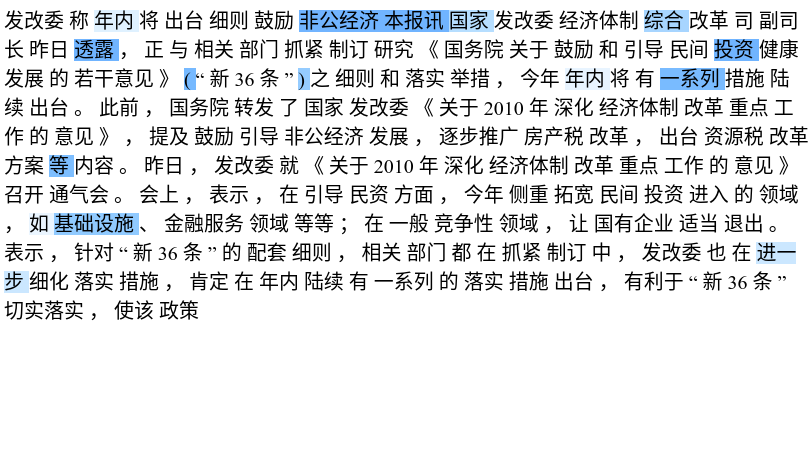 发改委 称 年内 将 出台 细则 鼓励 非公经济 本报讯 国家 发改委 经济体制 综合 改革 司 副司
长 昨日 透露 ， 正 与 相关 部门 抓紧 制订 研究 《 国务院 关于 鼓励 和 引导 民间 投资 健康
发展 的 若干意见 》 ( “ 新 36 条 ” ) 之 细则 和 落实 举措 ， 今年 年内 将 有 一系列 措施 陆
续 出台 。 此前 ， 国务院 转发 了 国家 发改委 《 关于 2010 年 深化 经济体制 改革 重点 工
作 的 意见 》 ， 提及 鼓励 引导 非公经济 发展 ， 逐步推广 房产税 改革 ， 出台 资源税 改革
方案 等 内容 。 昨日 ， 发改委 就 《 关于 2010 年 深化 经济体制 改革 重点 工作 的 意见 》
召开 通气会 。 会上 ， 表示 ， 在 引导 民资 方面 ， 今年 侧重 拓宽 民间 投资 进入 的 领域
， 如 基础设施 、 金融服务 领域 等等 ； 在 一般 竞争性 领域 ， 让 国有企业 适当 退出 。
表示 ， 针对 “ 新 36 条 ” 的 配套 细则 ， 相关 部门 都 在 抓紧 制订 中 ， 发改委 也 在 进一
步 细化 落实 措施 ， 肯定 在 年内 陆续 有 一系列 的 落实 措施 出台 ， 有利于 “ 新 36 条 ”
切实落实 ， 使该 政策